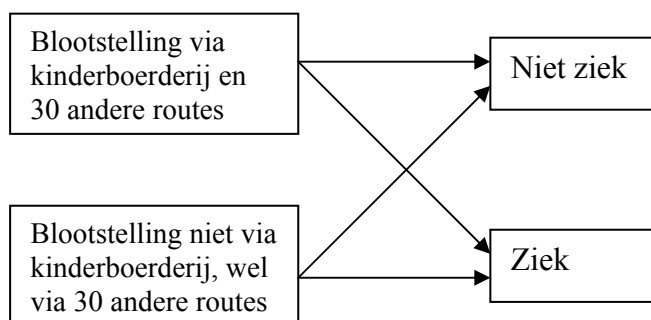 Blootstelling via
kinderboerderij en
30 andere routes
Niet ziek
Blootstelling niet via
kinderboerderij, wel
via 30 andere routes
Ziek